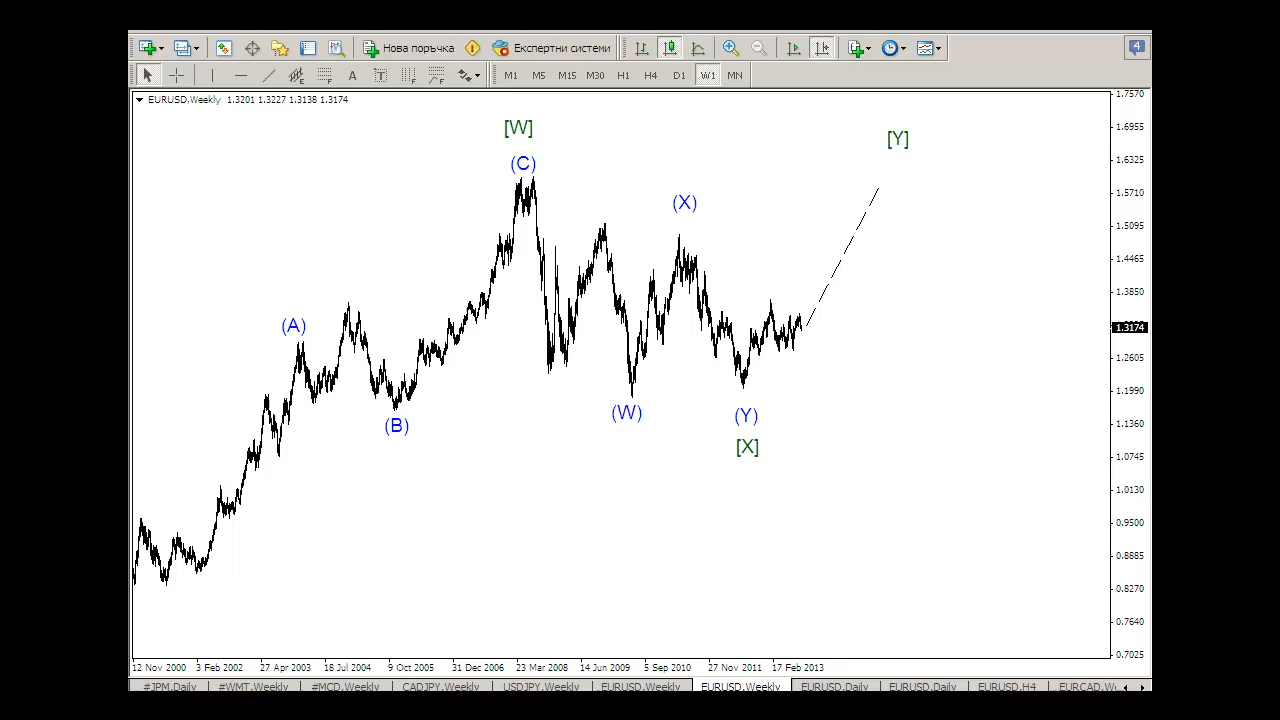 Нова поръчка Експертни системи 4
A T F
M1 M5 M15 M30 H1 H4 D1 W1 MN
EURUSD,Weekly 1.3201 1.3227 1.3138 1.3174
1.7570
[W]
1.6955
[Y]
(C)
1.6325
1.5710
(X)
1.5095
1.4465
1.3850
(A)
1.3174
1.2605
1.1990
(W)
(Y)
(B)
1.1360
[X]
1.0745
1.0130
0.9500
0.8885
0.8270
0.7640
0.7025
12 Nov 2000 3 Feb 2002 27 Apr 2003 18 Jul 2004 9 Oct 2005 31 Dec 2006 23 Mar 2008 14 Jun 2009 5 Sep 2010 27 Nov 2011 17 Feb 2013
#JPM,Daily #WMT,Weekly #MCD,Weekly CADJPY,Weekly USDJPY,Weekly EURUSD,Weekly EURUSD,Weekly EURUSD,Daily EURUSD,Daily EURUSD,H4 EURCAD,We